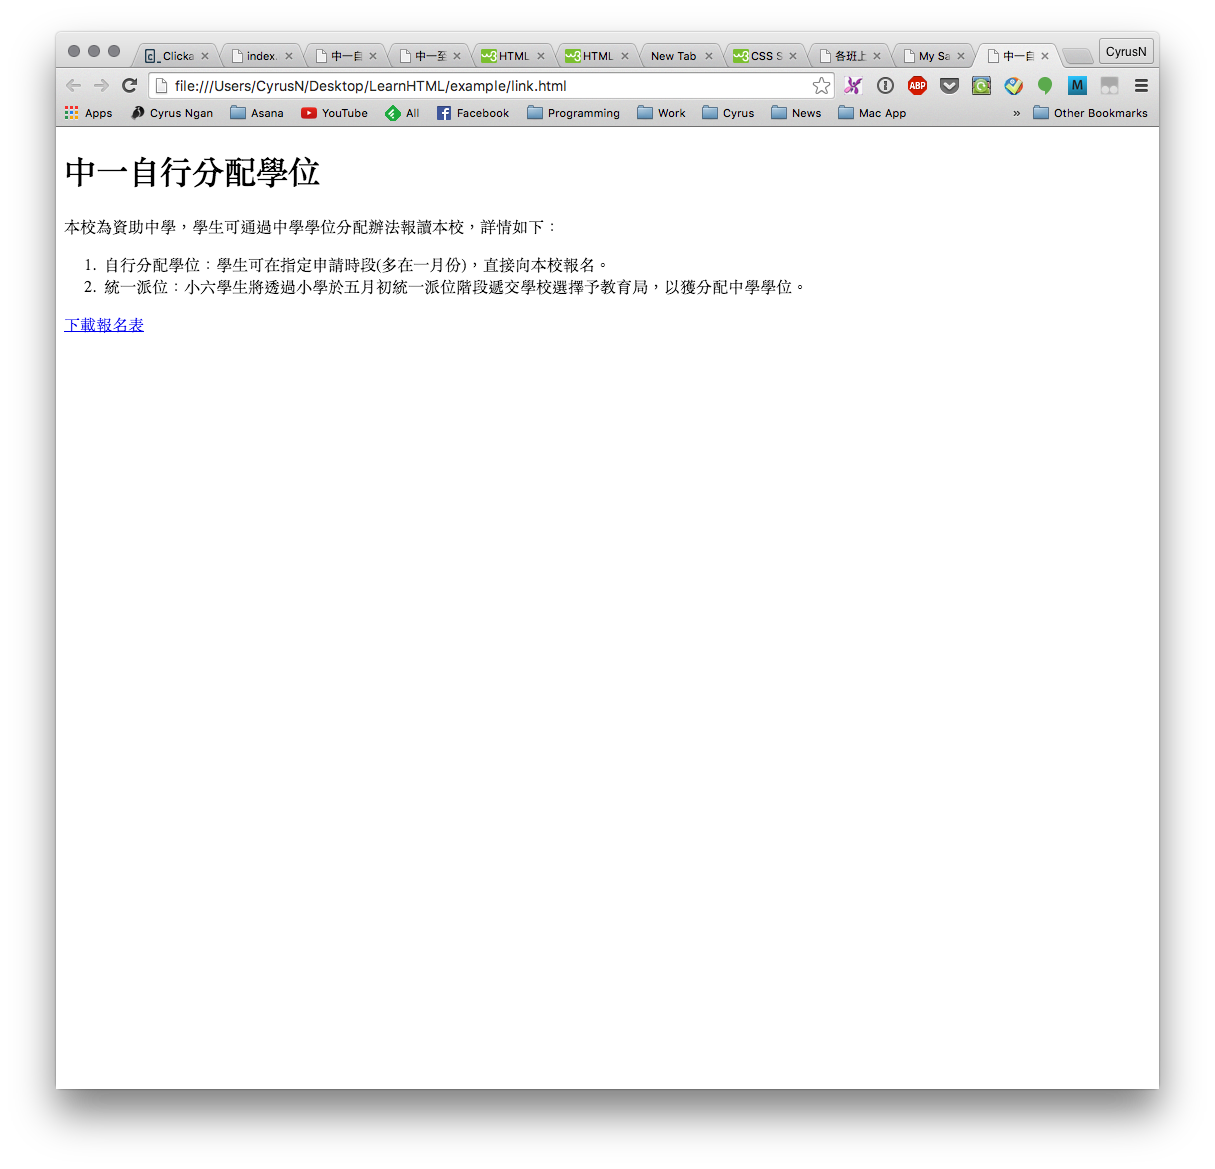 Clicka
index.
中一自
中一至
HTML
HTML
New Tab
CSS S
各班上
My Sa
中一自
CyrusN
file:///Users/CyrusN/Desktop/LearnHTML/example/link.html
ABP
M
Apps
Cyrus Ngan
Asana
YouTube
All
Facebook
Programming
Work
Cyrus
News
Mac App
»
Other Bookmarks
中一自行分配學位
本校為資助中學，學生可通過中學學位分配辦法報讀本校，詳情如下：
1. 自行分配學位：學生可在指定申請時段(多在一月份)，直接向本校報名。
2. 統一派位：小六學生將透過小學於五月初統一派位階段遞交學校選擇予教育局，以獲分配中學學位。
下載報名表